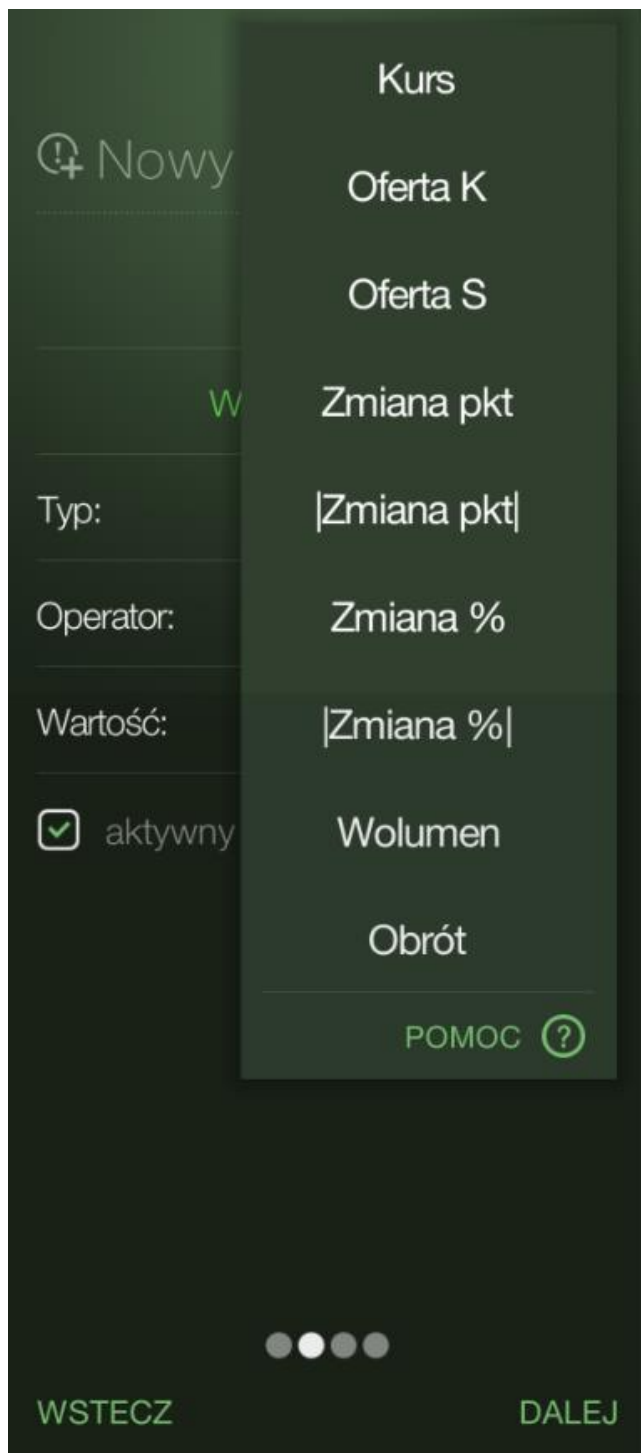 Kurs
Nowy
Oferta K
Oferta S
W
Zmiana pkt
Typ:
|Zmiana pkt|
Operator:
Zmiana %
Wartość:
|Zmiana %|
aktywny
Wolumen
Obrót
POMOC ?
WSTECZ
DALEJ